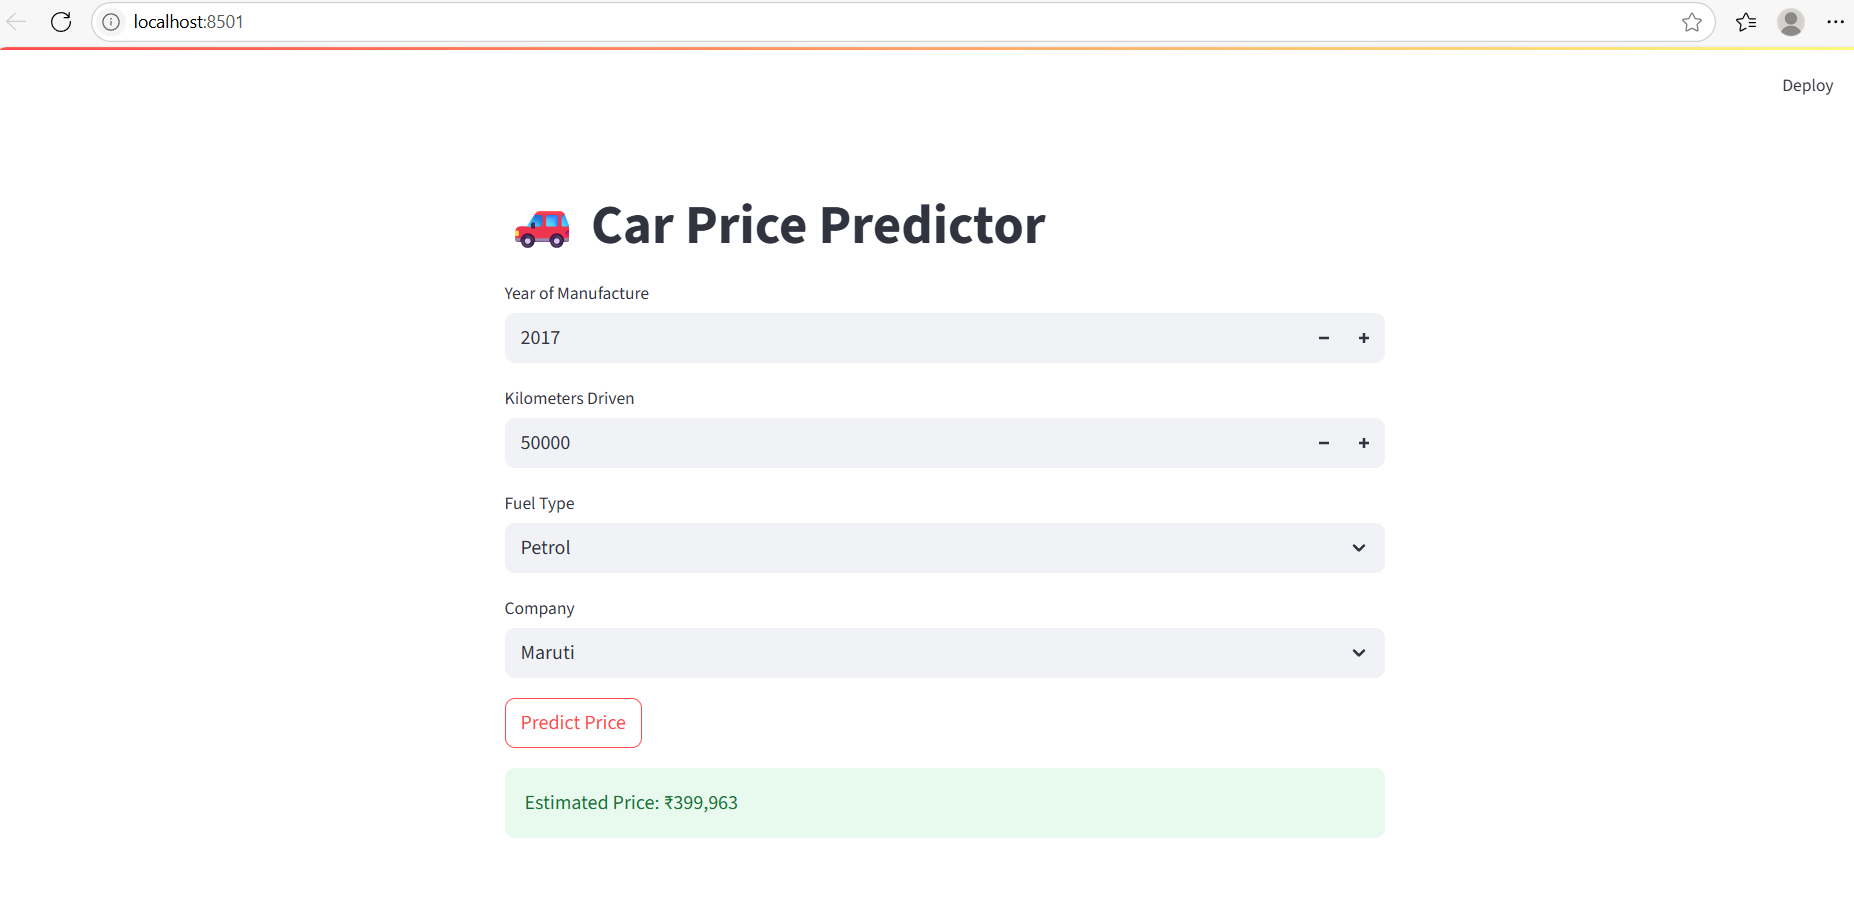 localhost:8501
Deploy
Car Price Predictor
Year of Manufacture
2017
Kilometers Driven
50000
Fuel Type
Petrol
Company
Maruti
Predict Price
Estimated Price: ₹399,963